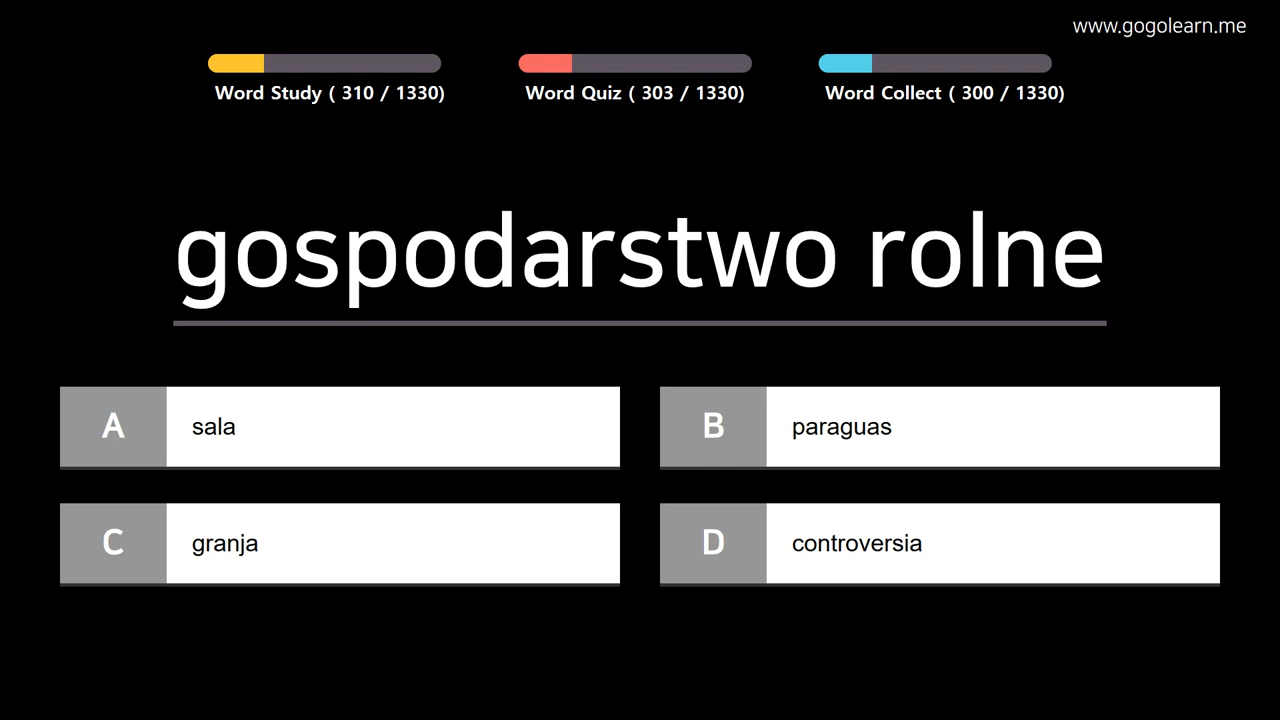 www.gogolearn.me
Word Study ( 310 / 1330)
Word Quiz ( 303 / 1330)
Word Collect ( 300 / 1330)
gospodarstwo rolne
A sala
B paraguas
C granja
D controversia